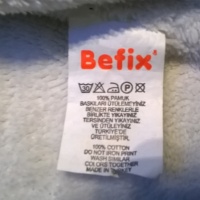 Befix
100% PAMUK
BASKILARI ÜTÜLEMEYİNİZ
BENZER RENKLERLE
BİRLİKTE YIKAYINIZ
TERSİNDEN YIKAYINIZ
VE ÜTÜLEYİNİZ
TÜRKİYE'DE
ÜRETİLMİŞTİR.
100% COTTON
DO NOT IRON PRINT
WASH SIMILAR
COLORS TOGETHER
MADE IN TURKEY